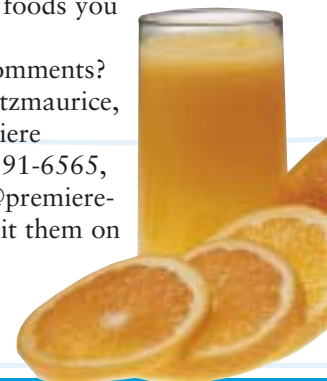 foods you
omments?
tzmaurice,
iere
91-6565,
@premiere-
it them on